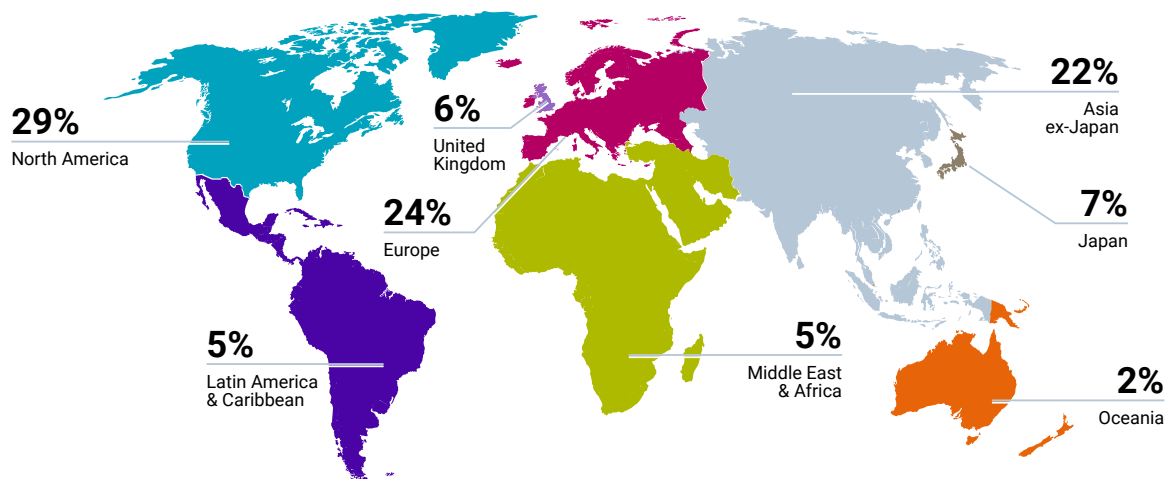 29%
North America
6%
United
Kingdom
24%
Europe
22%
Asia
ex-Japan
7%
Japan
5%
Latin America
& Caribbean
5%
Middle East
& Africa
2%
Oceania